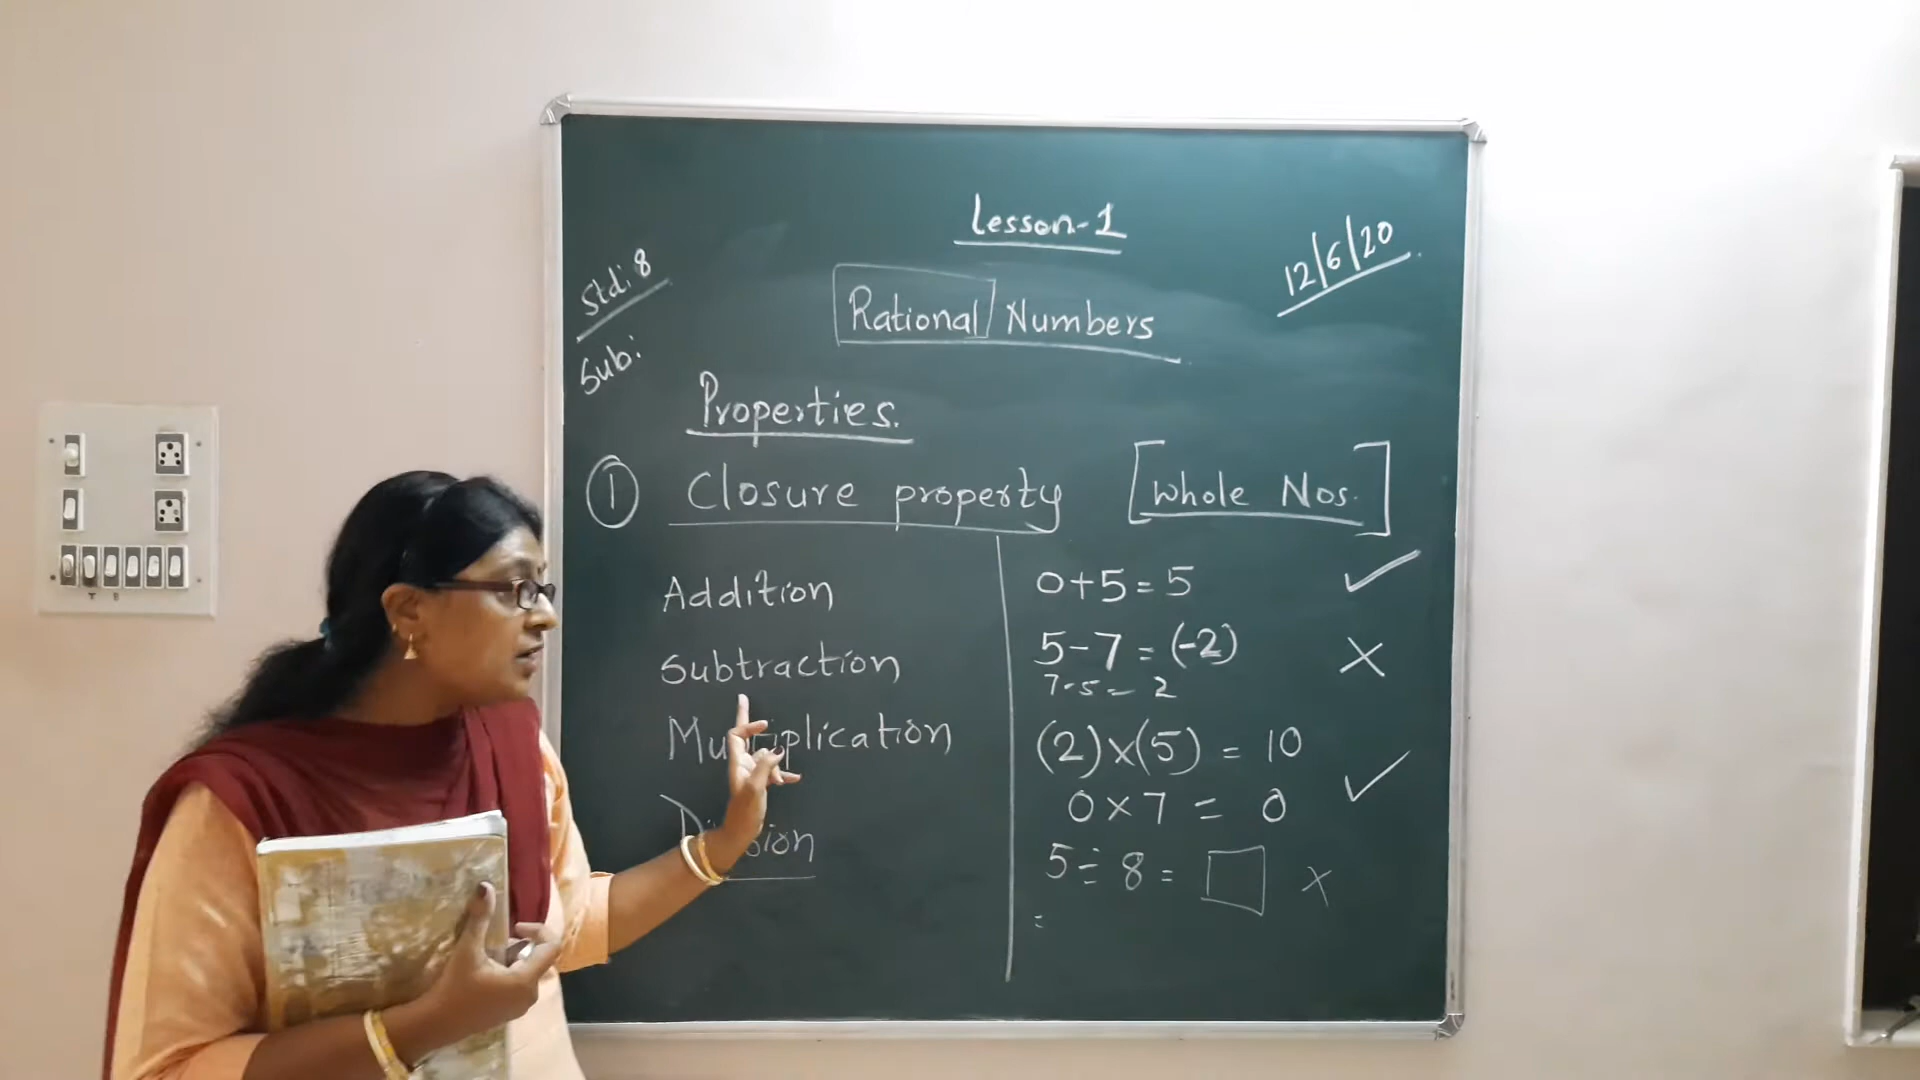 Lesson-1
Std: 8
12/6/20
Rational Numbers
Sub:
Properties.
1 Closure property [Whole Nos.]
Addition 0+5=5 ✓
Subtraction 5-7=(-2) ×
7-5= 2
Multiplication (2)×(5) = 10 ✓
0×7 = 0
Division 5÷8= □ ×
=